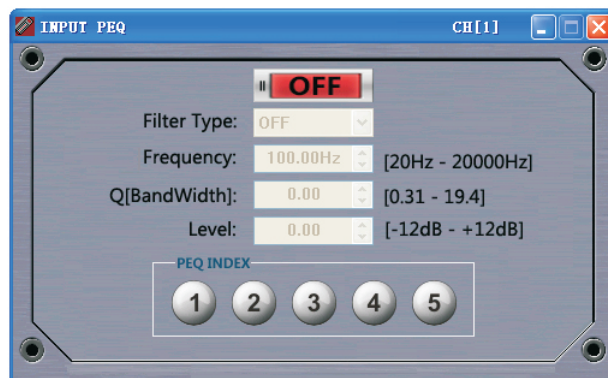 INPUT PEQ CH[1]
OFF
Filter Type: OFF
Frequency: 100.00Hz [20Hz - 20000Hz]
Q[BandWidth]: 0.00 [0.31 - 19.4]
Level: 0.00 [-12dB - +12dB]
PEQ INDEX
1 2 3 4 5